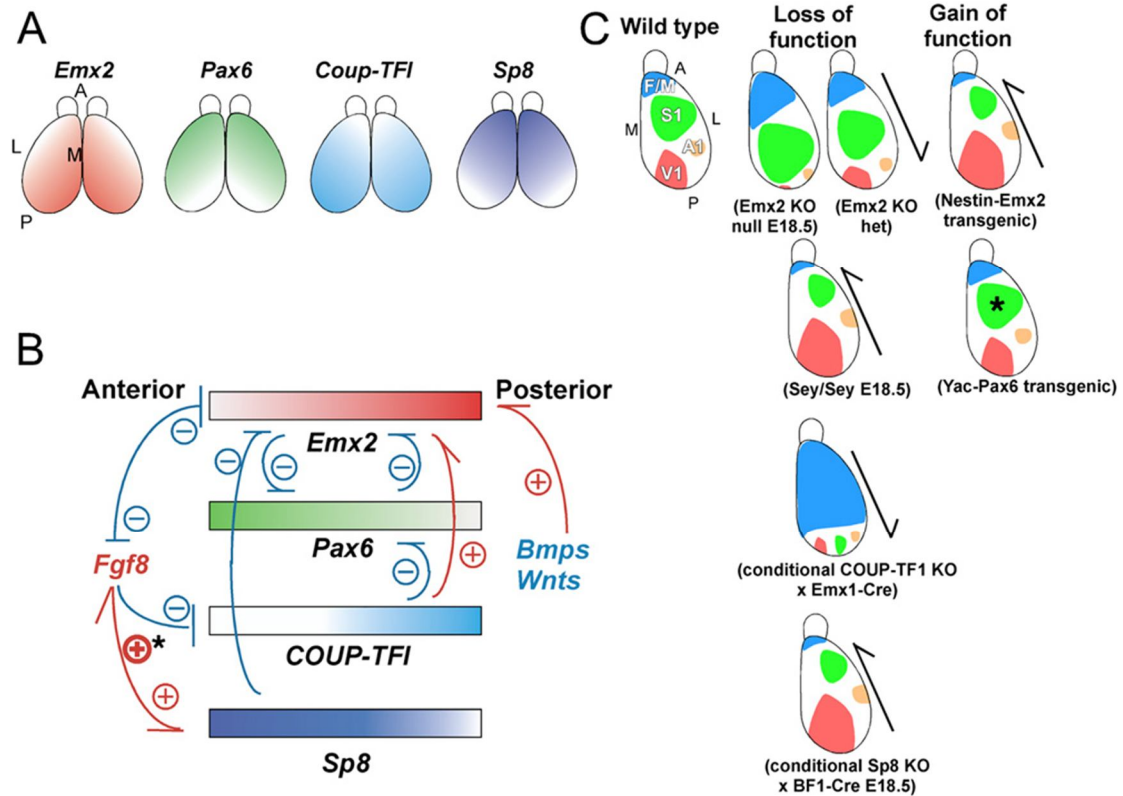 A
Emx2
Pax6
Coup-TFI
Sp8
A
L
M
P
B
Anterior
Posterior
Emx2
Pax6
COUP-TFI
Sp8
Fgf8
Bmps
Wnts
*
C
Wild type
Loss of
function
Gain of
function
A
F/M
S1
M
L
A1
V1
P
(Emx2 KO
null E18.5)
(Emx2 KO
het)
(Nestin-Emx2
transgenic)
(Sey/Sey E18.5)
*
(Yac-Pax6 transgenic)
(conditional COUP-TF1 KO
x Emx1-Cre)
(conditional Sp8 KO
x BF1-Cre E18.5)